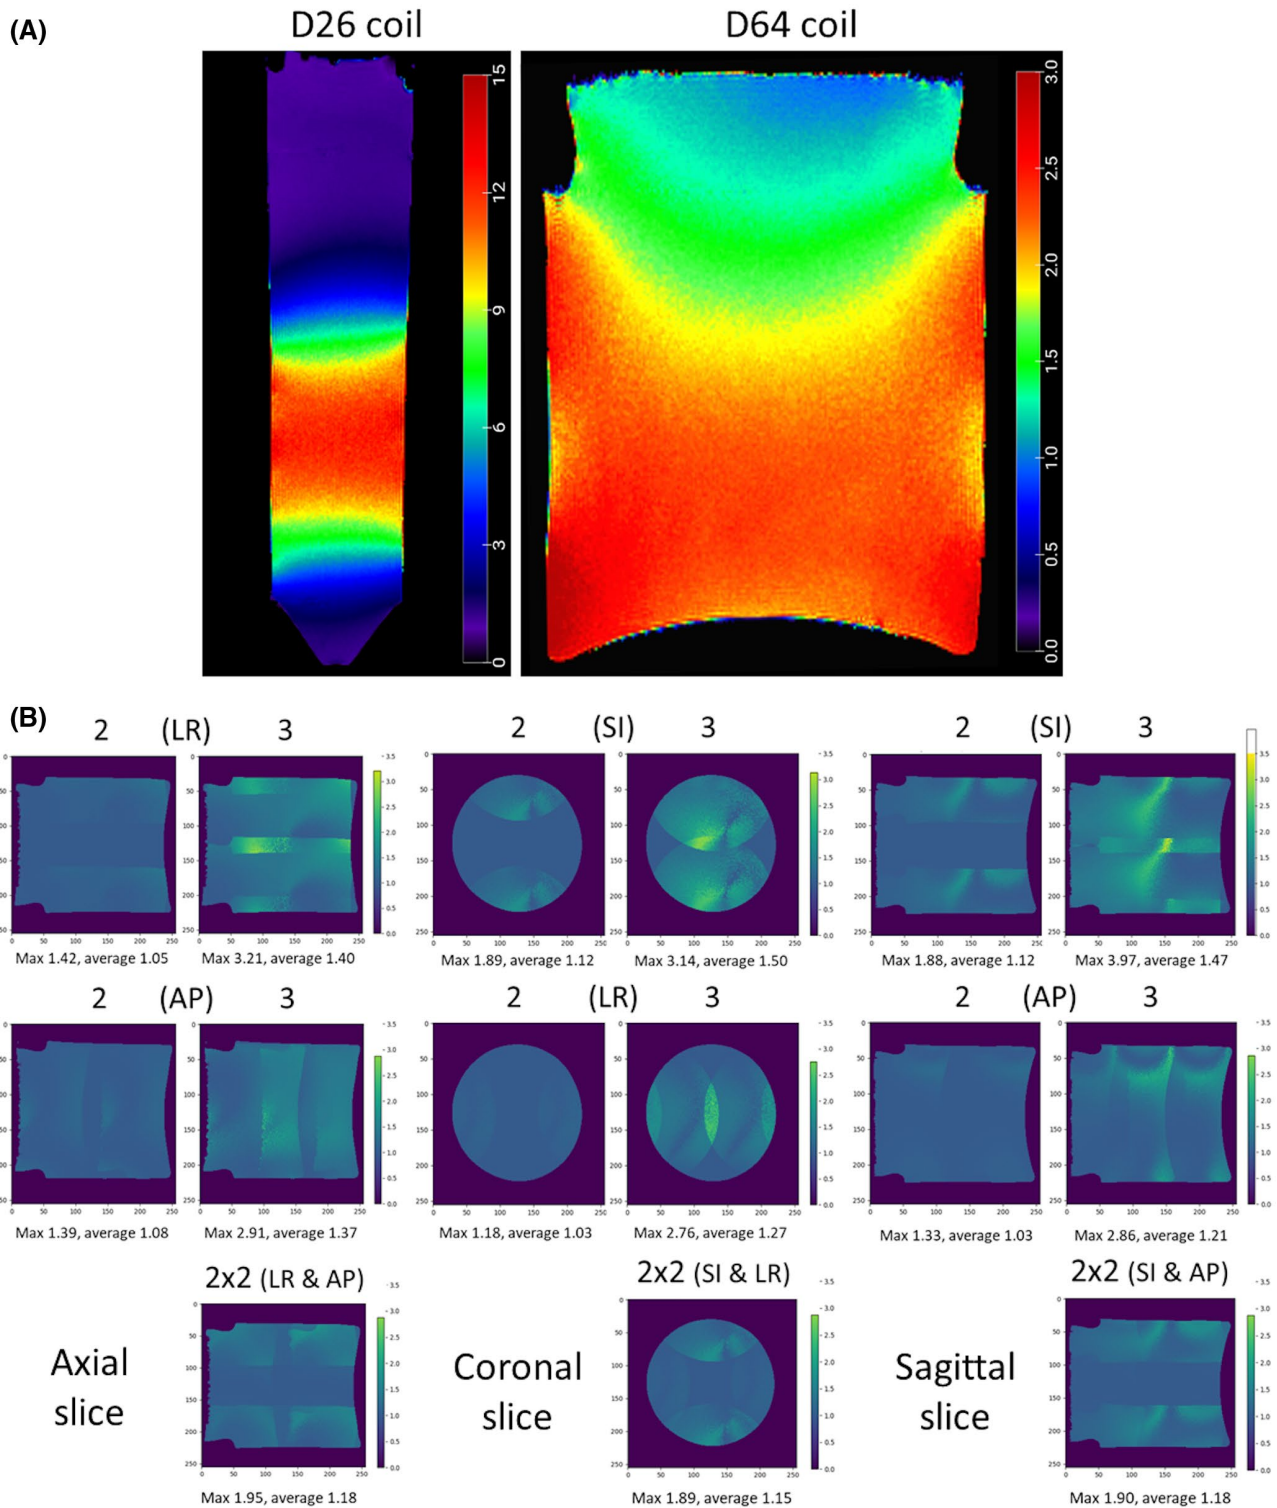 (A)
D26 coil
D64 coil
15
12
9
6
3
0
3.0
2.5
2.0
1.5
1.0
0.5
0.0
(B)
2 (LR) 3
2 (SI) 3
2 (SI) 3
Max 1.42, average 1.05
Max 3.21, average 1.40
Max 1.89, average 1.12
Max 3.14, average 1.50
Max 1.88, average 1.12
Max 3.97, average 1.47
2 (AP) 3
2 (LR) 3
2 (AP) 3
Max 1.39, average 1.08
Max 2.91, average 1.37
Max 1.18, average 1.03
Max 2.76, average 1.27
Max 1.33, average 1.03
Max 2.86, average 1.21
2x2 (LR & AP)
2x2 (SI & LR)
2x2 (SI & AP)
Axial
slice
Coronal
slice
Sagittal
slice
Max 1.95, average 1.18
Max 1.89, average 1.15
Max 1.90, average 1.18